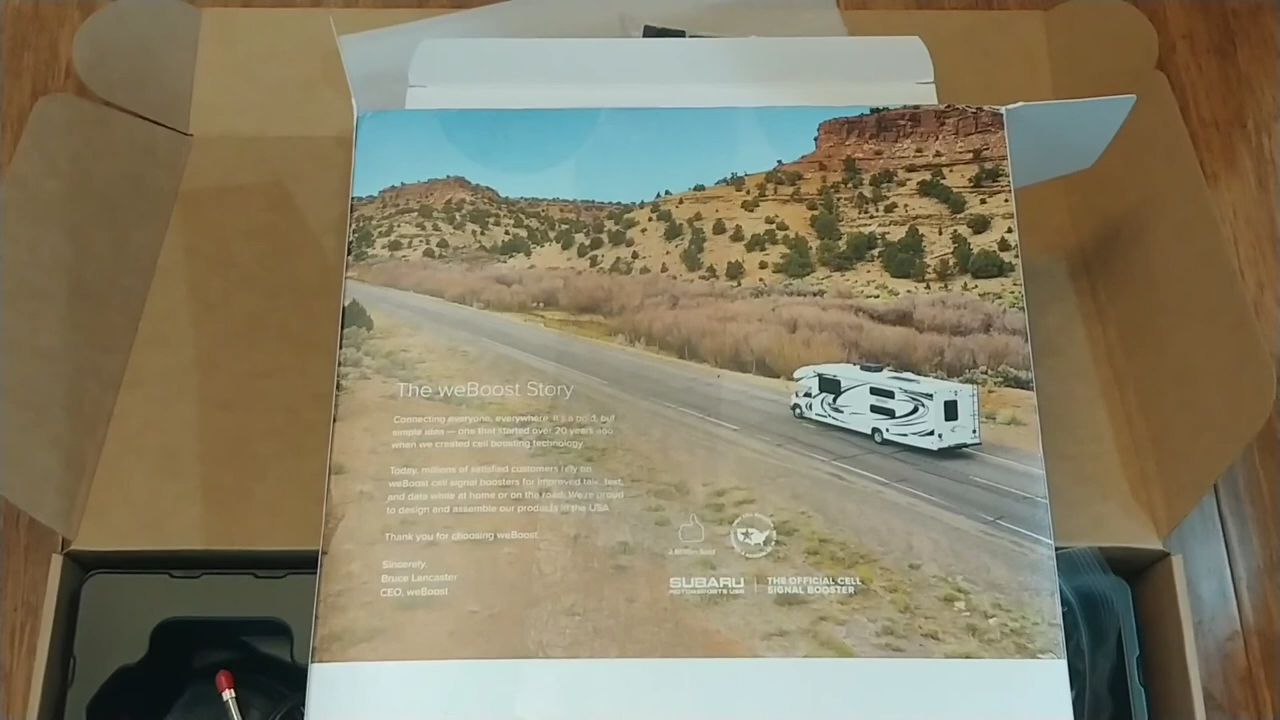 The weBoost Story
Connecting everyone, everywhere. It's a bold, but
simple idea — one that started over 20 years ago
when we created cell boosting technology.
Today, millions of satisfied customers rely on
weBoost cell signal boosters for improved talk, text,
and data while at home or on the road. We're proud
to design and assemble our products in the USA.
Thank you for choosing weBoost.
Sincerely,
Bruce Lancaster
CEO, weBoost
SUBARU
MOTORSPORTS USA
THE OFFICIAL CELL
SIGNAL BOOSTER